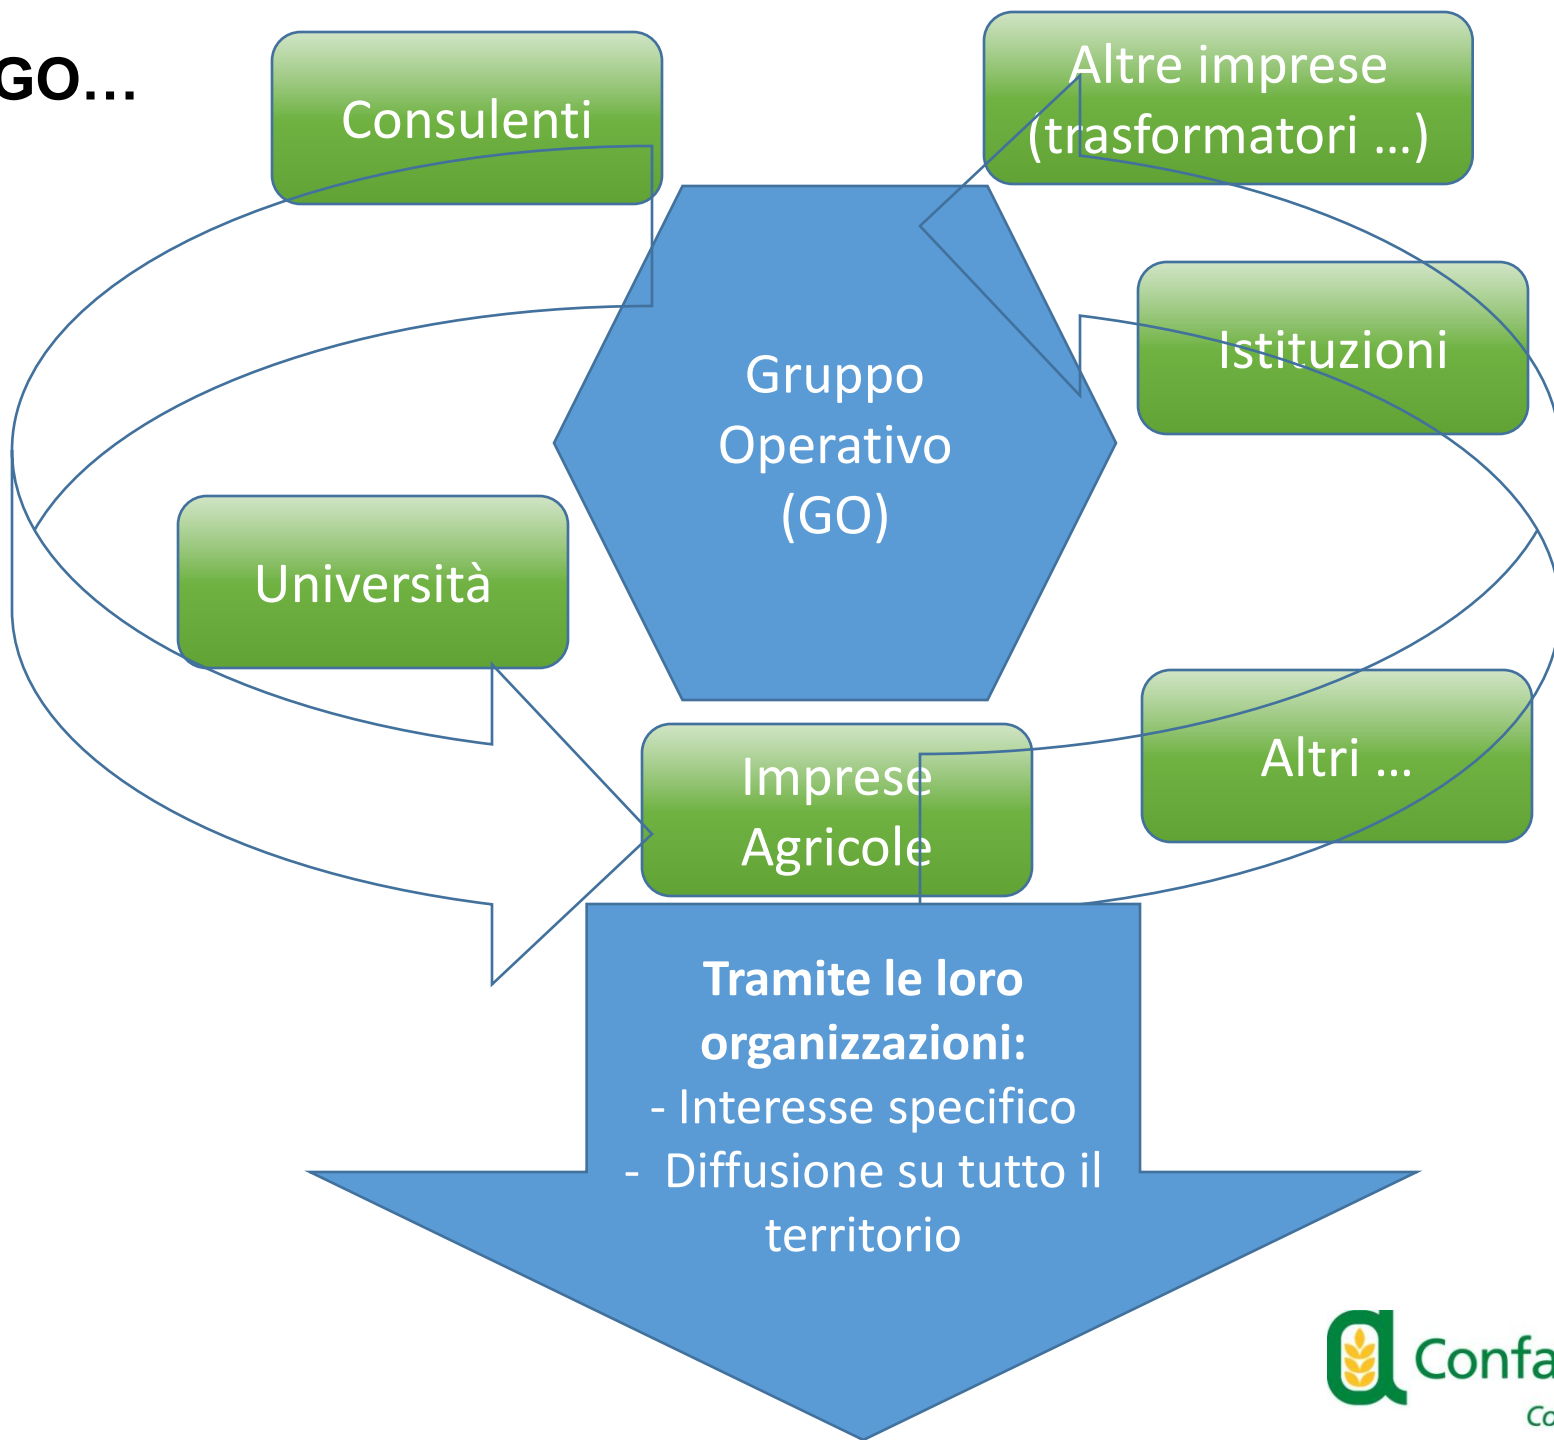 GO…
Consulenti
Altre imprese
(trasformatori …)
Istituzioni
Gruppo
Operativo
(GO)
Università
Imprese
Agricole
Altri …
Tramite le loro
organizzazioni:
- Interesse specifico
- Diffusione su tutto il
territorio
Confa
Co